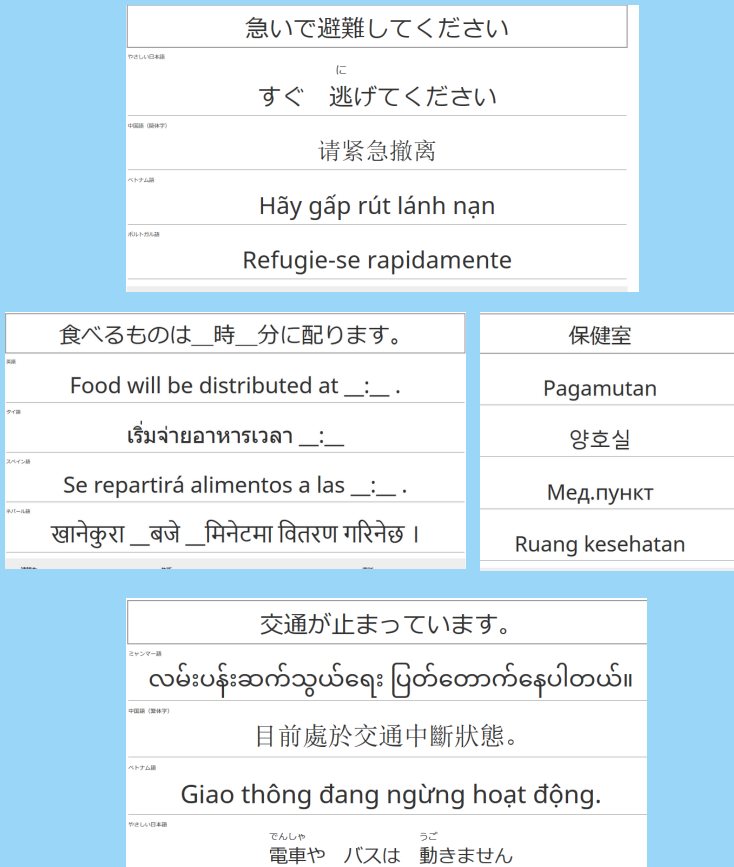 急いで避難してください
やさしい日本語
に
すぐ　逃げてください
中国語（簡体字）
请紧急撤离
ベトナム語
Hãy gấp rút lánh nạn
ポルトガル語
Refugie-se rapidamente
食べるものは__時__分に配ります。
英語
Food will be distributed at __:__ .
タイ語
เริ่มจ่ายอาหารเวลา __:__
スペイン語
Se repartirá alimentos a las __:__ .
ネパール語
खानेकुरा __बजे __मिनेटमा वितरण गरिनेछ ।
保健室
Pagamutan
양호실
Мед.пункт
Ruang kesehatan
交通が止まっています。
ミャンマー語
လမ်းပန်းဆက်သွယ်ရေး ပြတ်တောက်နေပါတယ်။
中国語（繁体字）
目前處於交通中斷狀態。
ベトナム語
Giao thông đang ngừng hoạt động.
やさしい日本語
でんしゃ　うご
電車や　バスは　動きません